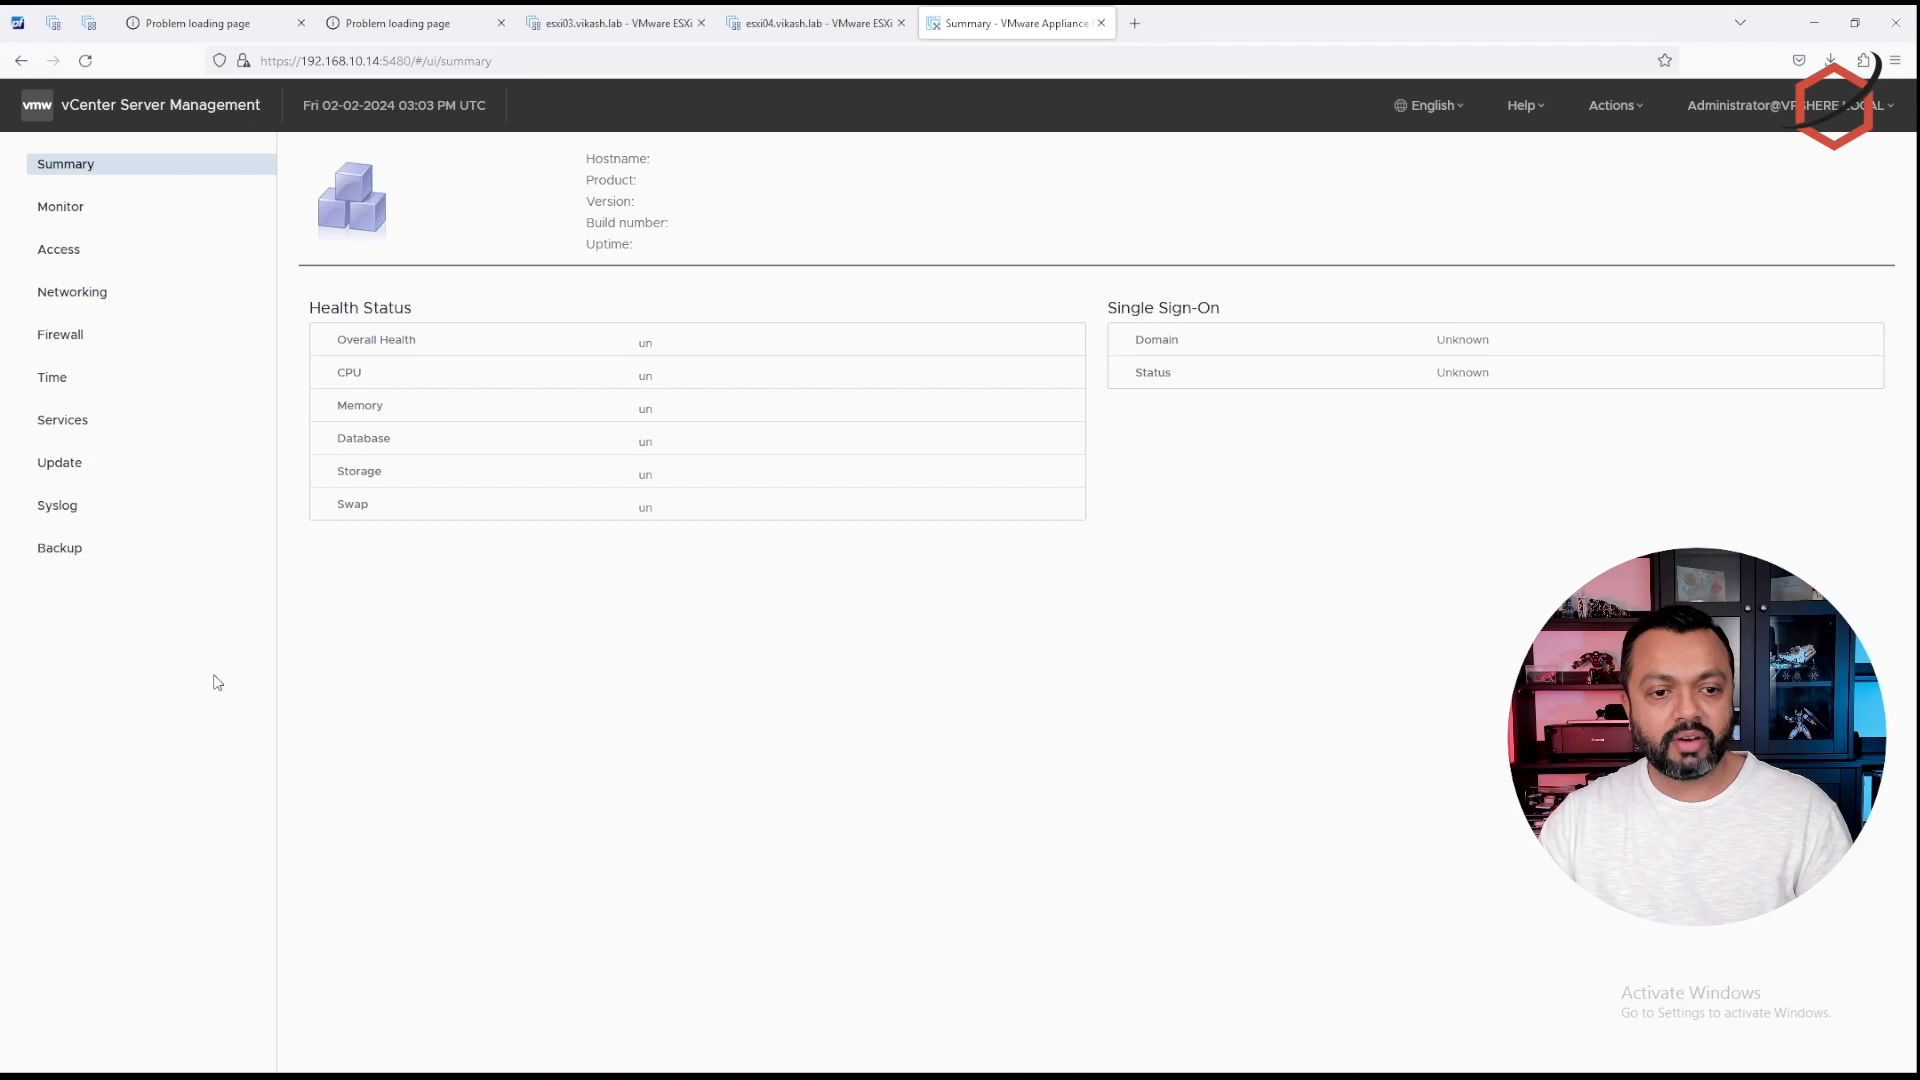 Problem loading page
Problem loading page
esxi03.vikash.lab - VMware ESXi
esxi04.vikash.lab - VMware ESXi
Summary - VMware Appliance
https://192.168.10.14:5480/#/ui/summary
vmw vCenter Server Management
Fri 02-02-2024 03:03 PM UTC
English
Help
Actions
Summary
Monitor
Access
Networking
Firewall
Time
Services
Update
Syslog
Backup
Hostname:
Product:
Version:
Build number:
Uptime:
Health Status
Overall Health un
CPU un
Memory un
Database un
Storage un
Swap un
Single Sign-On
Domain Unknown
Status Unknown
Activate Windows
Go to Settings to activate Windows.